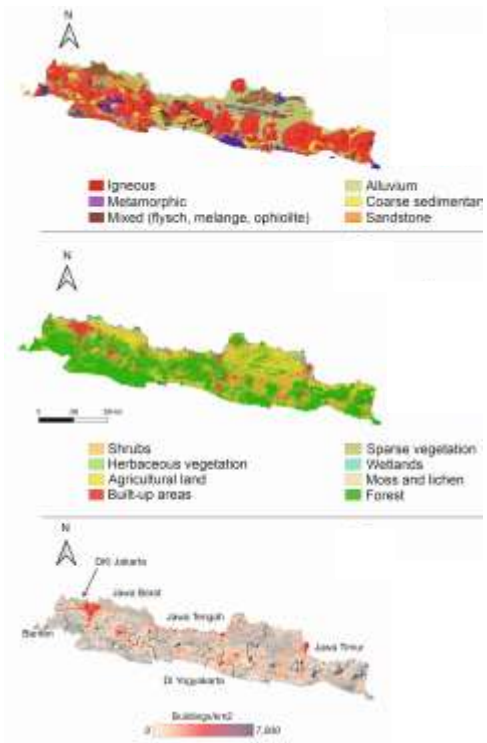 N
Igneous
Metamorphic
Mixed (flysch, melange, ophiolite)
Alluvium
Coarse sedimentary
Sandstone
N
0
Shrubs
Herbaceous vegetation
Agricultural land
Built-up areas
Sparse vegetation
Wetlands
Moss and lichen
Forest
N
DKI Jakarta
Jawa Barat
Jawa Tengah
Banten
Jawa Timur
DI Yogyakarta
Buildings/km2
0